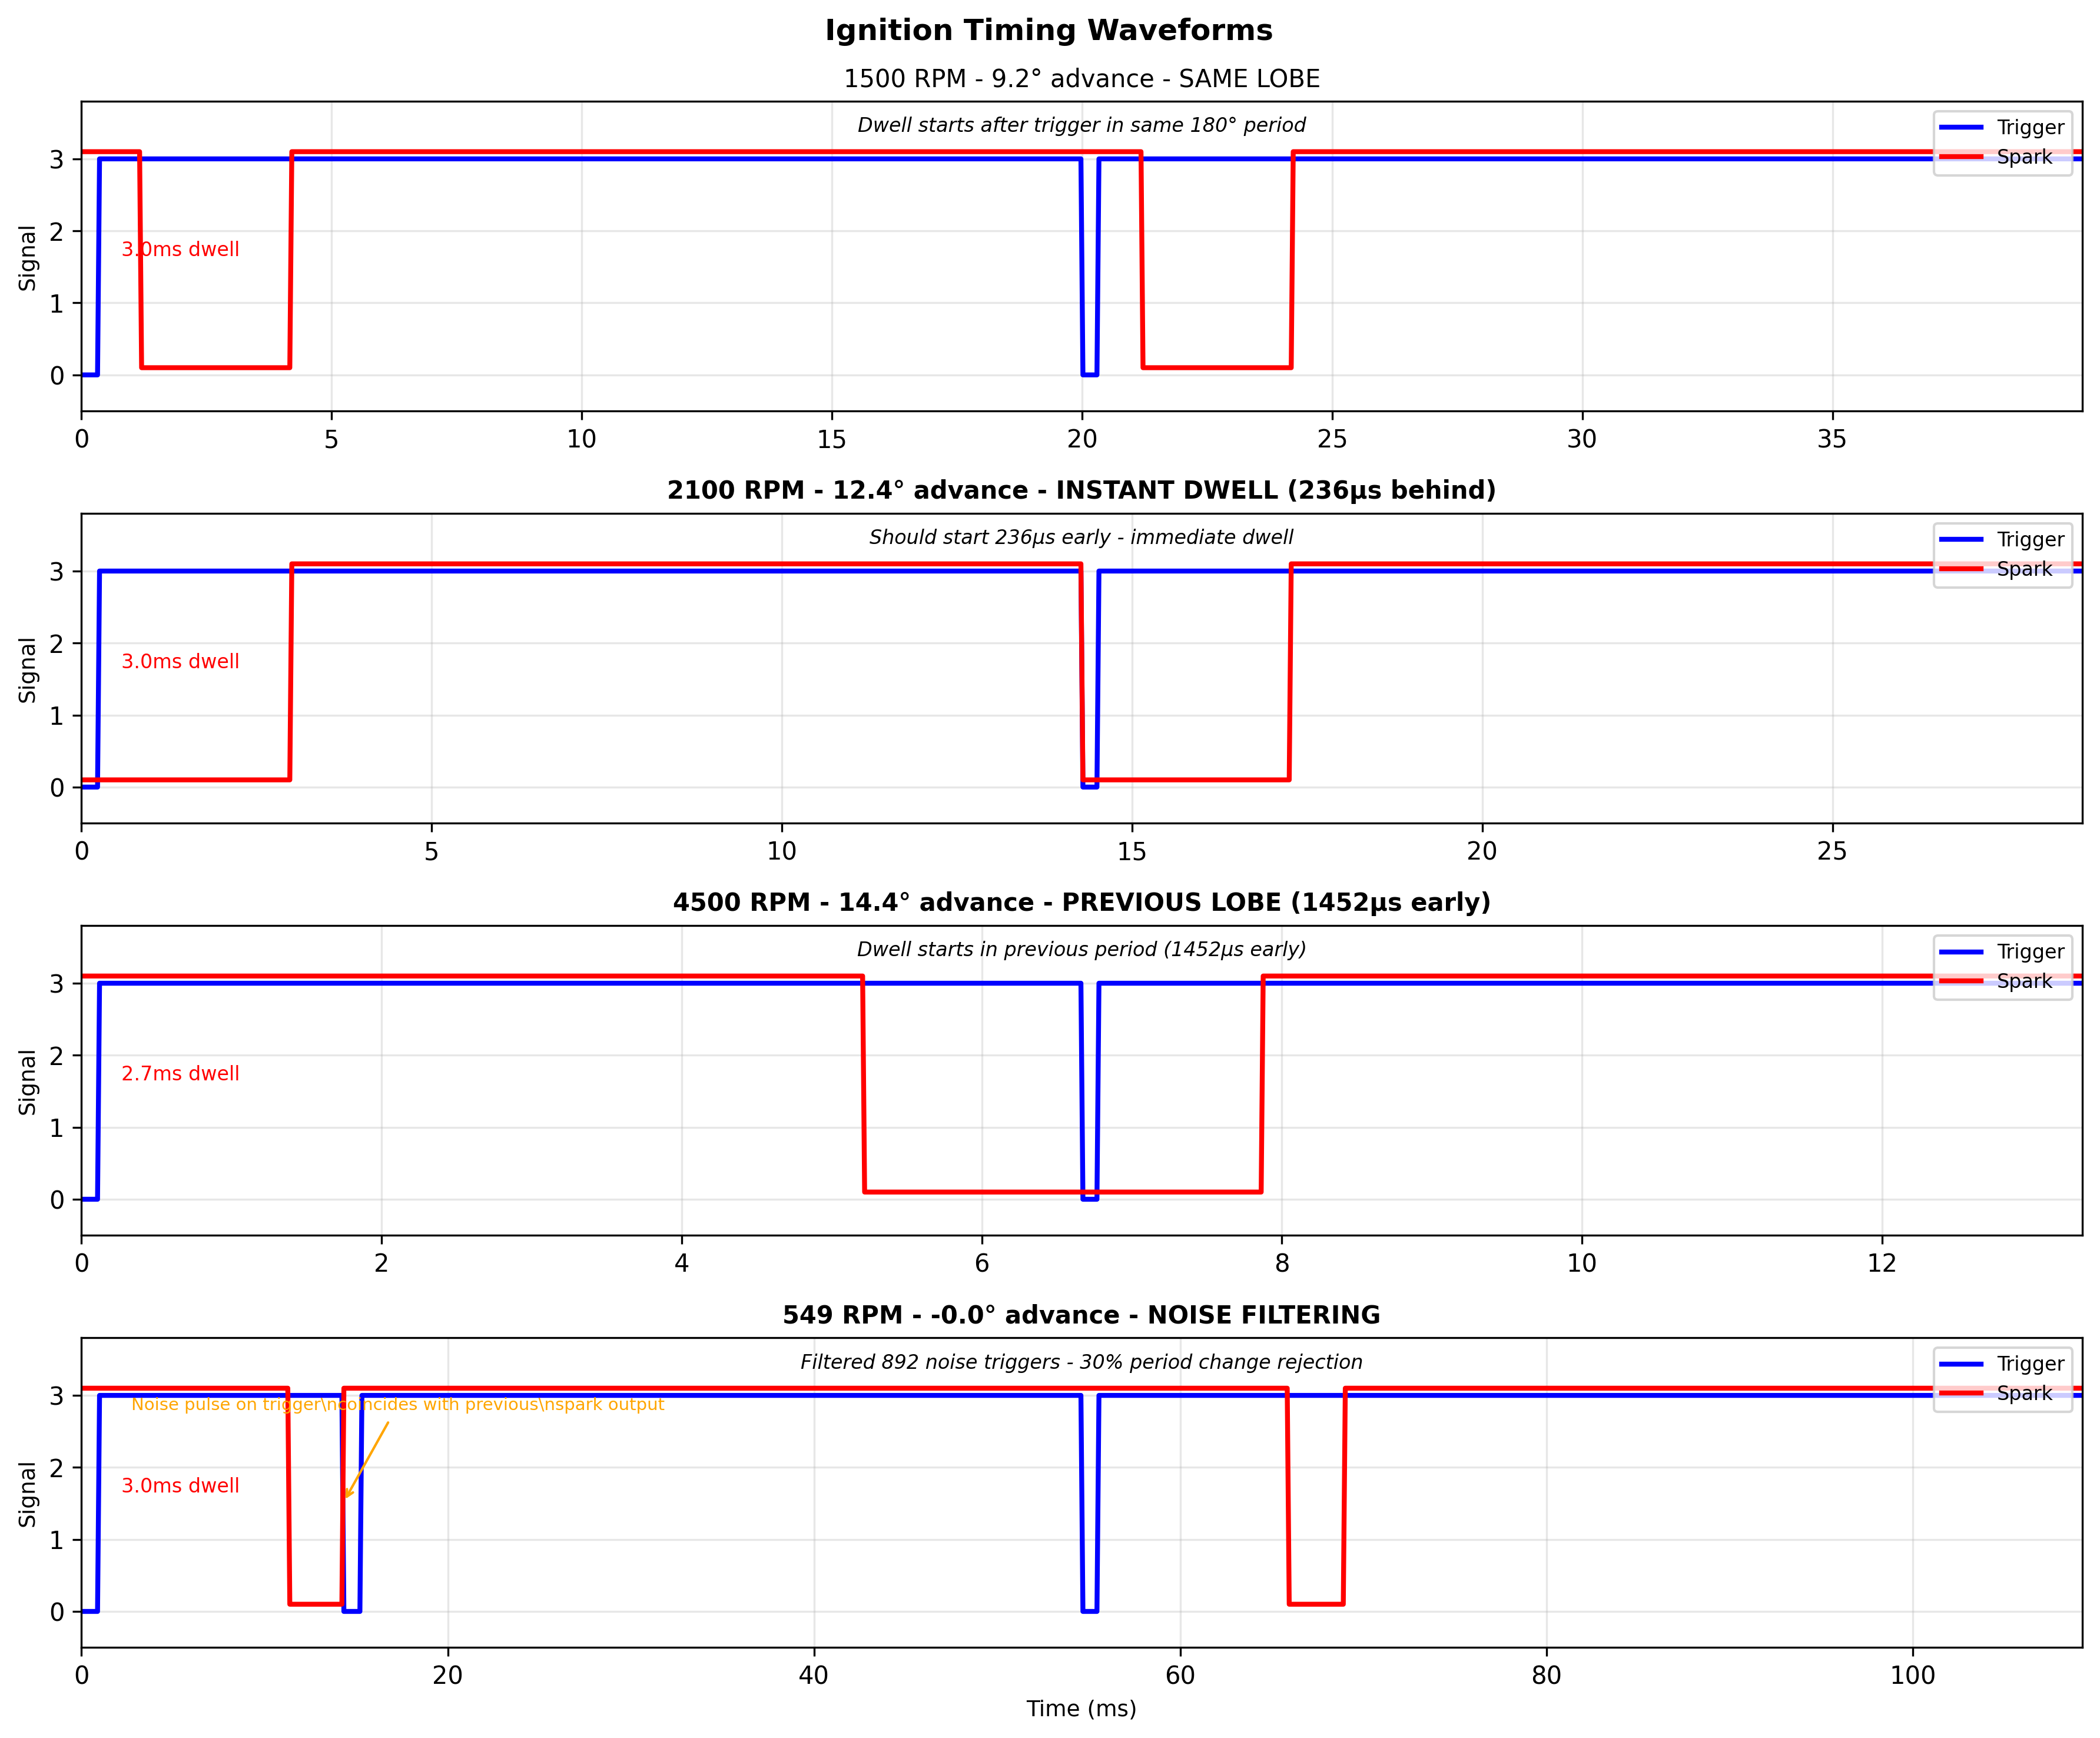 Ignition Timing Waveforms
1500 RPM - 9.2° advance - SAME LOBE
Dwell starts after trigger in same 180° period
Trigger
Spark
3.0ms dwell
Signal
3
2
1
0
0 5 10 15 20 25 30 35
2100 RPM - 12.4° advance - INSTANT DWELL (236µs behind)
Should start 236µs early - immediate dwell
Trigger
Spark
3.0ms dwell
Signal
3
2
1
0
0 5 10 15 20 25
4500 RPM - 14.4° advance - PREVIOUS LOBE (1452µs early)
Dwell starts in previous period (1452µs early)
Trigger
Spark
2.7ms dwell
Signal
3
2
1
0
0 2 4 6 8 10 12
549 RPM - -0.0° advance - NOISE FILTERING
Filtered 892 noise triggers - 30% period change rejection
Trigger
Spark
Noise pulse on trigger\ncoincides with previous\nspark output
3.0ms dwell
Signal
3
2
1
0
0 20 40 60 80 100
Time (ms)